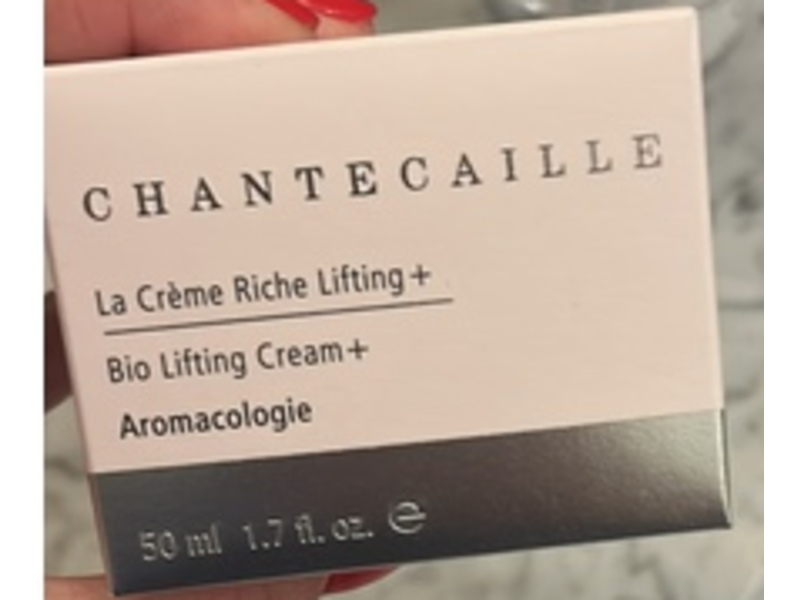 CHANTECAILLE
La Crème Riche Lifting+
Bio Lifting Cream+
Aromacologie
50 ml 1.7 fl. oz. ℮